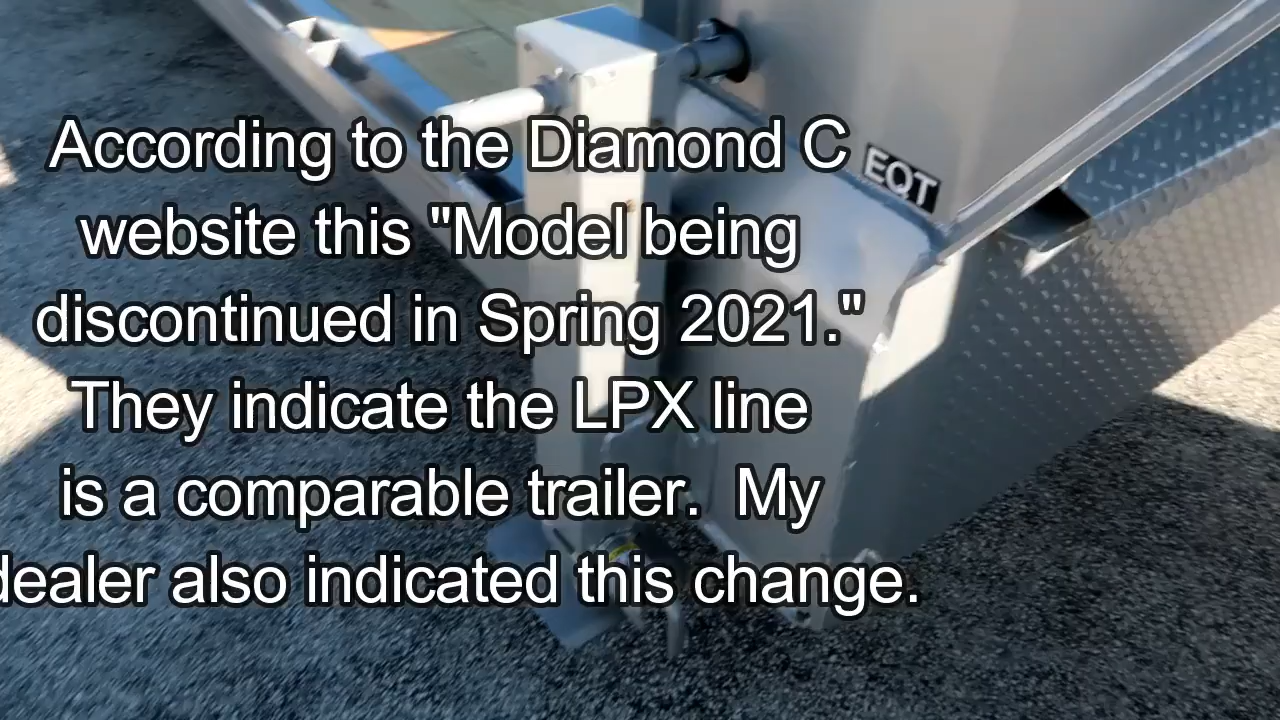 According to the Diamond C
EQT
website this "Model being
discontinued in Spring 2021."
They indicate the LPX line
is a comparable trailer.  My
dealer also indicated this change.